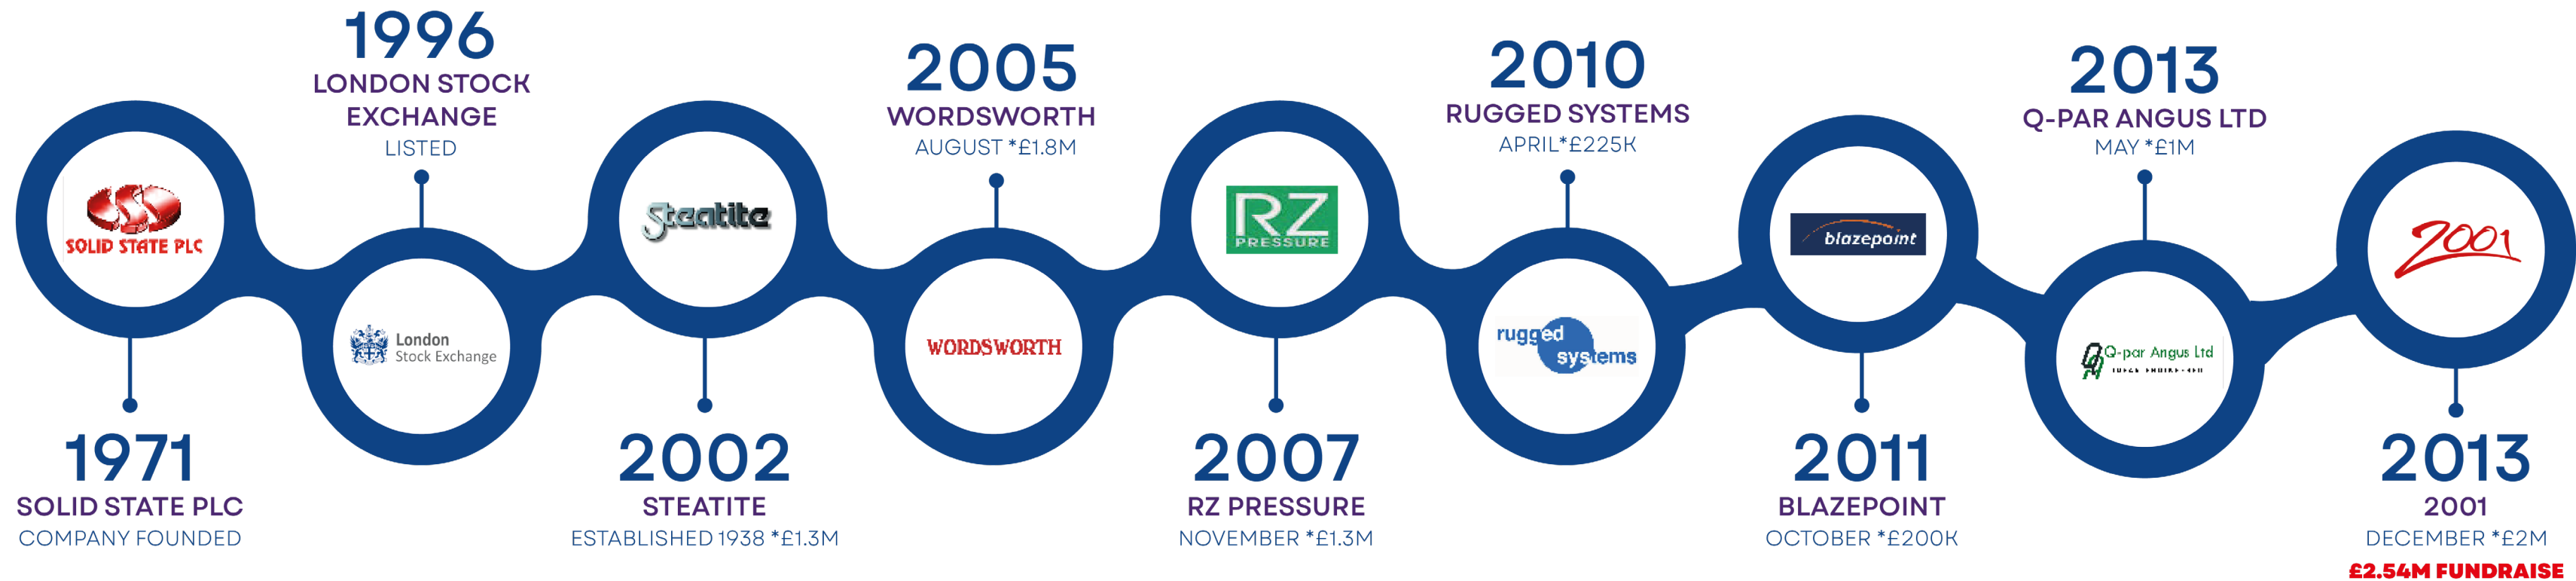 1971
SOLID STATE PLC
COMPANY FOUNDED
SOLID STATE PLC
1996
LONDON STOCK
EXCHANGE
LISTED
London
Stock Exchange
Steatite
2002
STEATITE
ESTABLISHED 1938 *£1.3M
2005
WORDSWORTH
AUGUST *£1.8M
WORDSWORTH
RZ
PRESSURE
2007
RZ PRESSURE
NOVEMBER *£1.3M
2010
RUGGED SYSTEMS
APRIL*£225K
rugged
systems
blazepoint
2011
BLAZEPOINT
OCTOBER *£200K
2013
Q-PAR ANGUS LTD
MAY *£1M
Q-par Angus Ltd
2001
2013
2001
DECEMBER *£2M
£2.54M FUNDRAISE